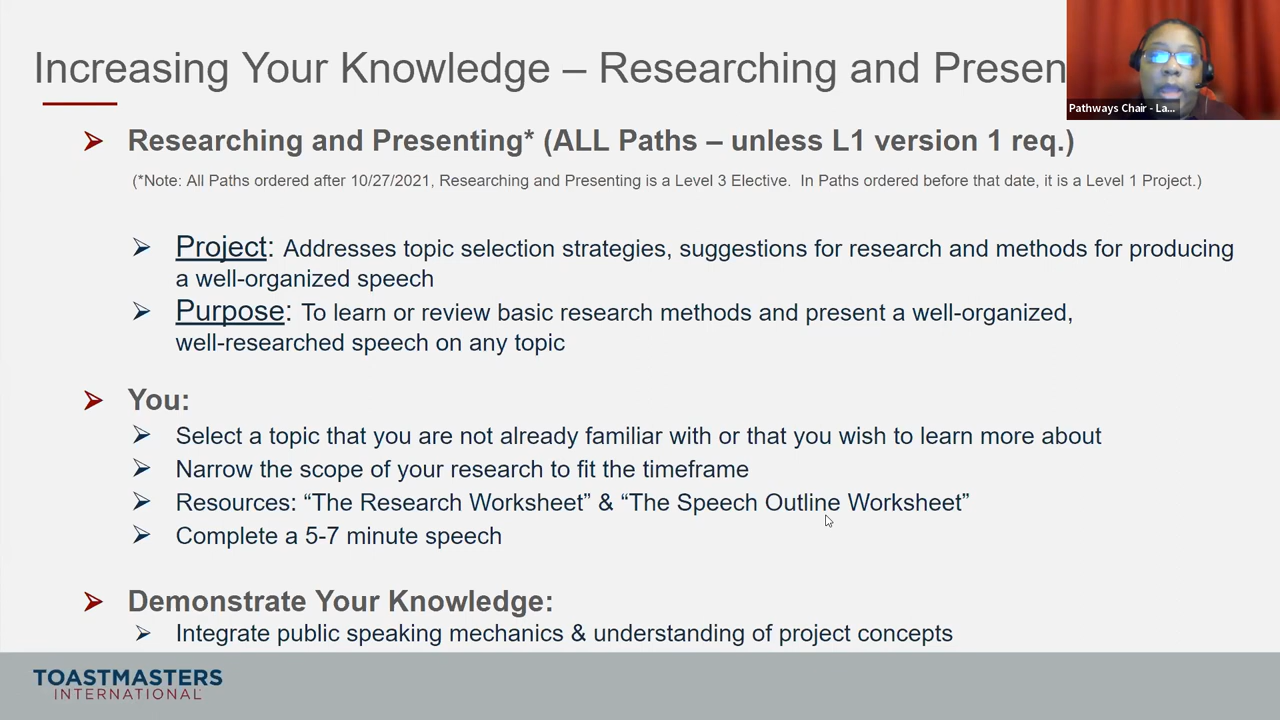 Increasing Your Knowledge – Researching and Presen
Pathways Chair - La...
➢ Researching and Presenting* (ALL Paths – unless L1 version 1 req.)
(*Note: All Paths ordered after 10/27/2021, Researching and Presenting is a Level 3 Elective. In Paths ordered before that date, it is a Level 1 Project.)
➢ Project: Addresses topic selection strategies, suggestions for research and methods for producing
a well-organized speech
➢ Purpose: To learn or review basic research methods and present a well-organized,
well-researched speech on any topic
➢ You:
➢ Select a topic that you are not already familiar with or that you wish to learn more about
➢ Narrow the scope of your research to fit the timeframe
➢ Resources: “The Research Worksheet” & “The Speech Outline Worksheet”
➢ Complete a 5-7 minute speech
➢ Demonstrate Your Knowledge:
➢ Integrate public speaking mechanics & understanding of project concepts
TOASTMASTERS
INTERNATIONAL